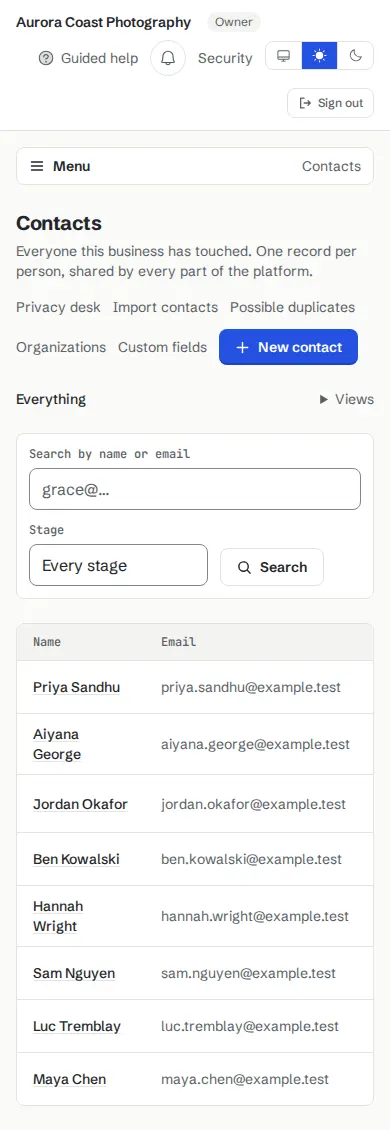 Aurora Coast Photography Owner
Guided help Security
Sign out
Menu Contacts
Contacts
Everyone this business has touched. One record per
person, shared by every part of the platform.
Privacy desk Import contacts Possible duplicates
Organizations Custom fields New contact
Everything Views
Search by name or email
grace@...
Stage
Every stage Search
Name Email
Priya Sandhu priya.sandhu@example.test
Aiyana
George aiyana.george@example.test
Jordan Okafor jordan.okafor@example.test
Ben Kowalski ben.kowalski@example.test
Hannah
Wright hannah.wright@example.test
Sam Nguyen sam.nguyen@example.test
Luc Tremblay luc.tremblay@example.test
Maya Chen maya.chen@example.test